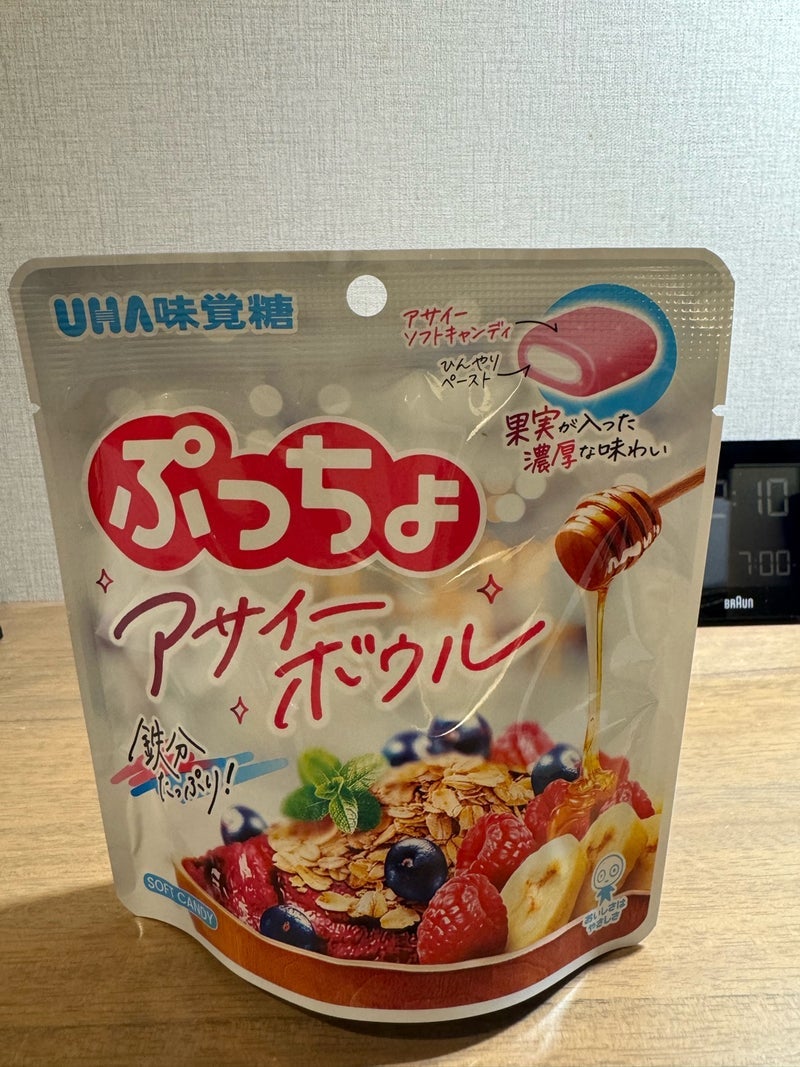 UHA味覚糖
アサイー
ソフトキャンディ
ひんやり
ペースト
果実が入った
濃厚な味わい
ぷっちょ
アサイー
ボウル
鉄分
たっぷり!
SOFT CANDY
おいしさは
やさしさ
:10
7:00
BRAUN